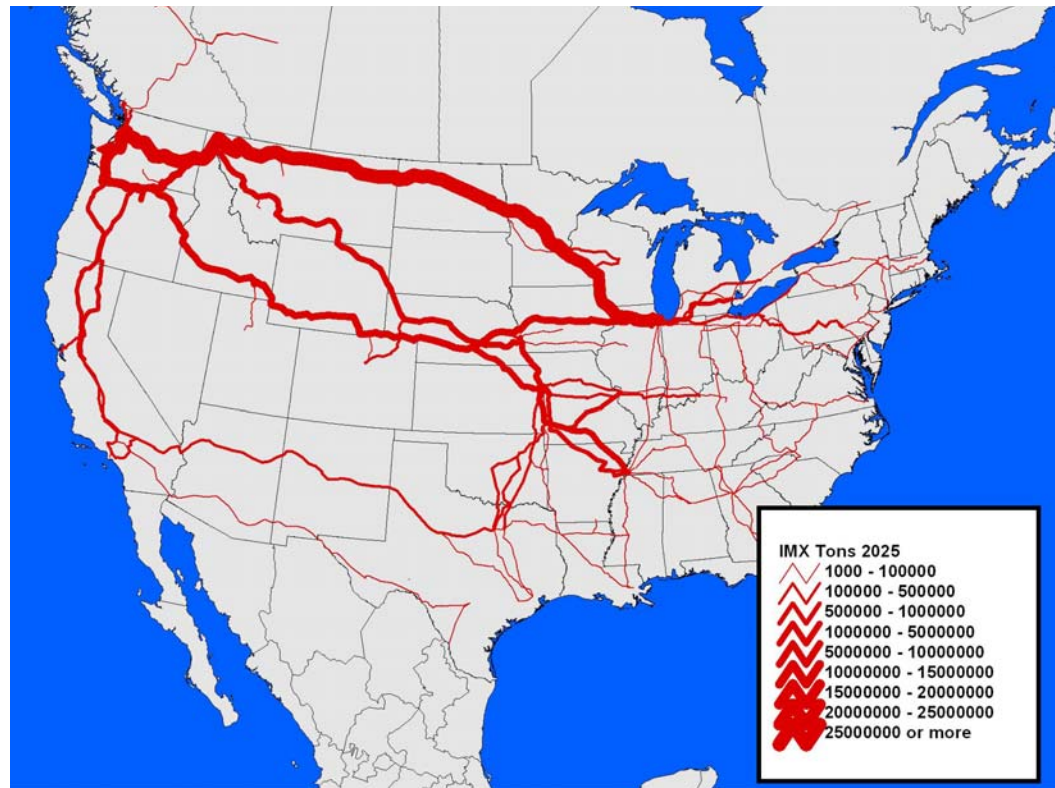 IMX Tons 2025
1000 - 100000
100000 - 500000
500000 - 1000000
1000000 - 5000000
5000000 - 10000000
10000000 - 15000000
15000000 - 20000000
20000000 - 25000000
25000000 or more